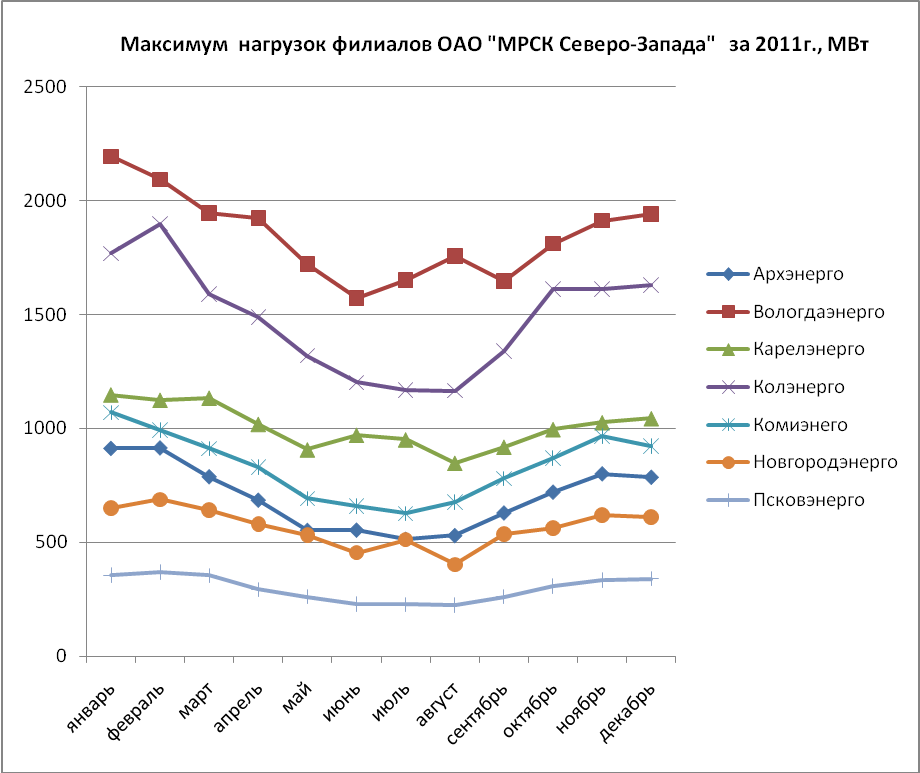 Максимум нагрузок филиалов ОАО "МРСК Северо-Запада" за 2011г., МВт
2500
2000
1500
1000
500
0
январь
февраль
март
апрель
май
июнь
июль
август
сентябрь
октябрь
ноябрь
декабрь
Архэнерго
Вологдаэнерго
Карелэнерго
Колэнерго
Комиэнего
Новгородэнерго
Псковэнерго